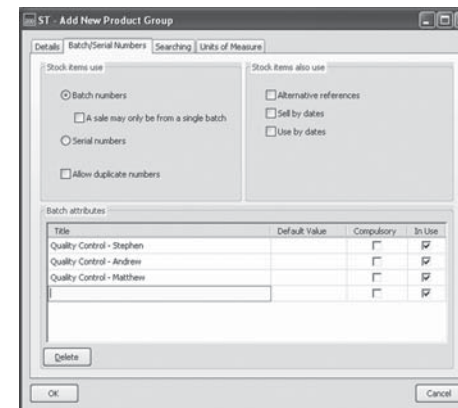 ST - Add New Product Group
Details Batch/Serial Numbers Searching Units of Measure
Stock items use
Batch numbers
A sale may only be from a single batch
Serial numbers
Allow duplicate numbers
Stock items also use
Alternative references
Sell by dates
Use by dates
Batch attributes
Title Default Value Compulsory In Use
Quality Control - Stephen
Quality Control - Andrew
Quality Control - Matthew
Delete
OK Cancel